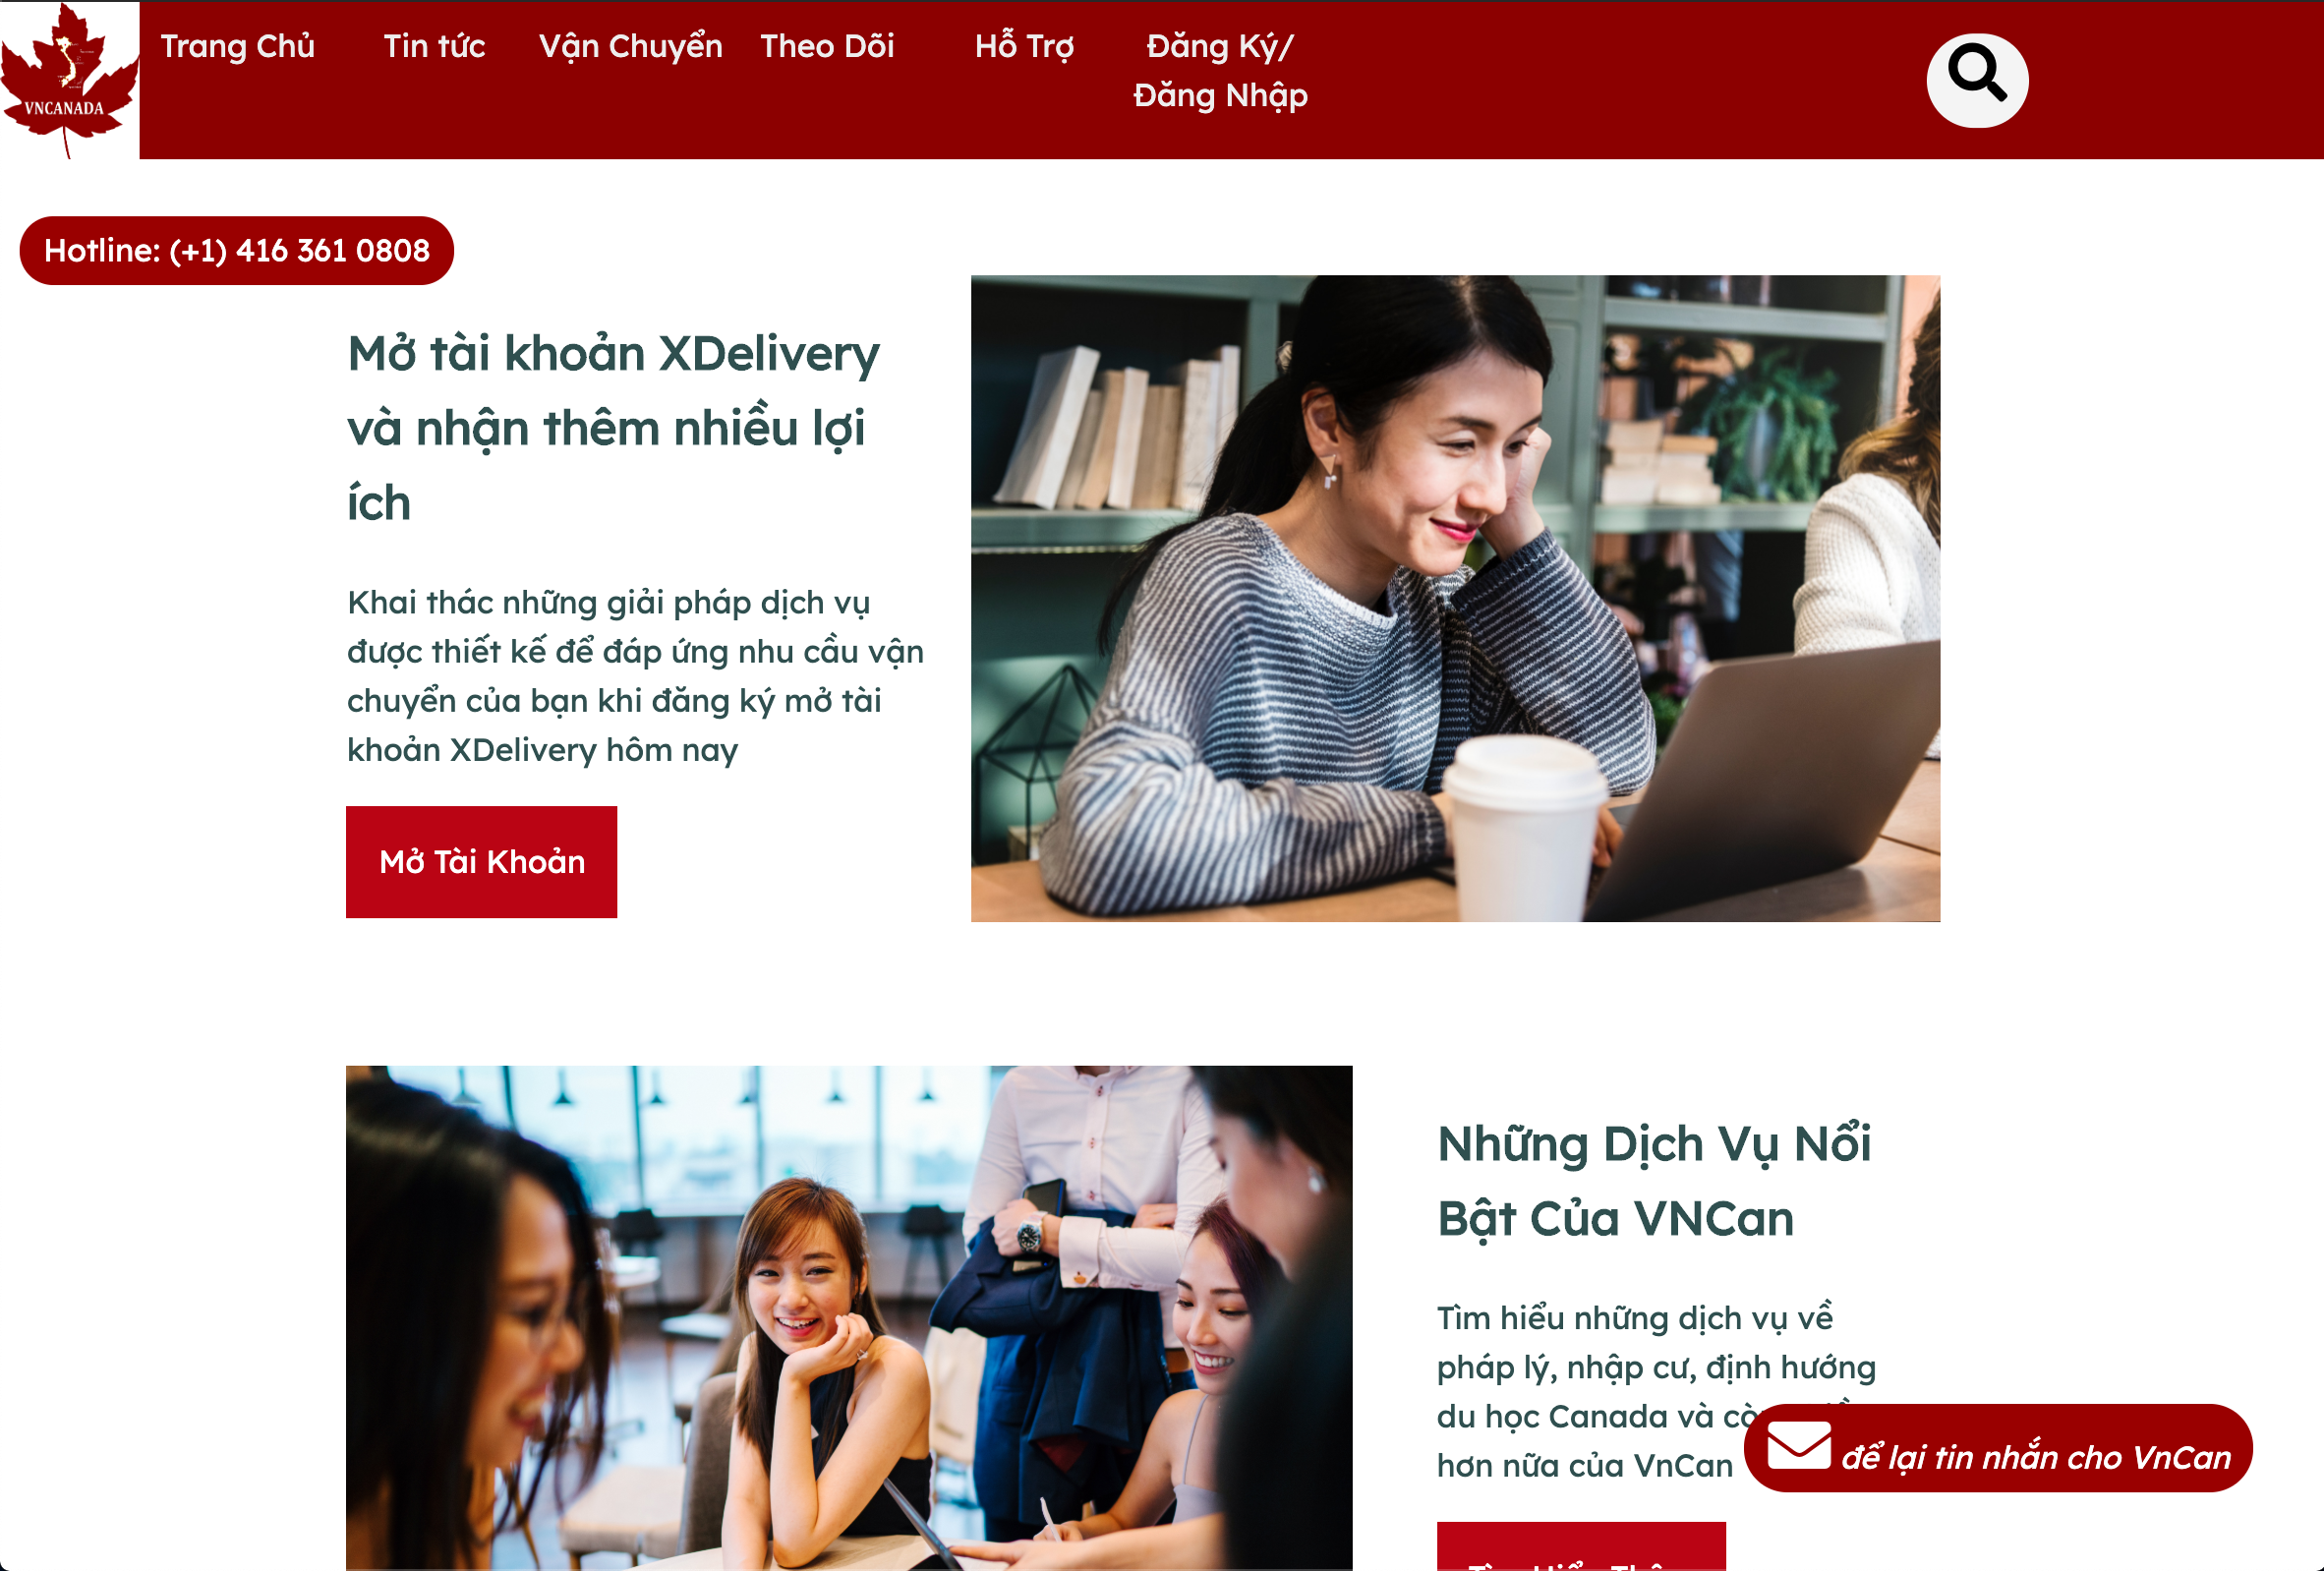 VNCANADA
Trang Chủ
Tin tức
Vận Chuyển
Theo Dõi
Hỗ Trợ
Đăng Ký/
Đăng Nhập
Hotline: (+1) 416 361 0808
Mở tài khoản XDelivery
và nhận thêm nhiều lợi
ích
Khai thác những giải pháp dịch vụ
được thiết kế để đáp ứng nhu cầu vận
chuyển của bạn khi đăng ký mở tài
khoản XDelivery hôm nay
Mở Tài Khoản
Những Dịch Vụ Nổi
Bật Của VNCan
Tìm hiểu những dịch vụ về
pháp lý, nhập cư, định hướng
du học Canada và
hơn nữa của VnCan
để lại tin nhắn cho VnCan